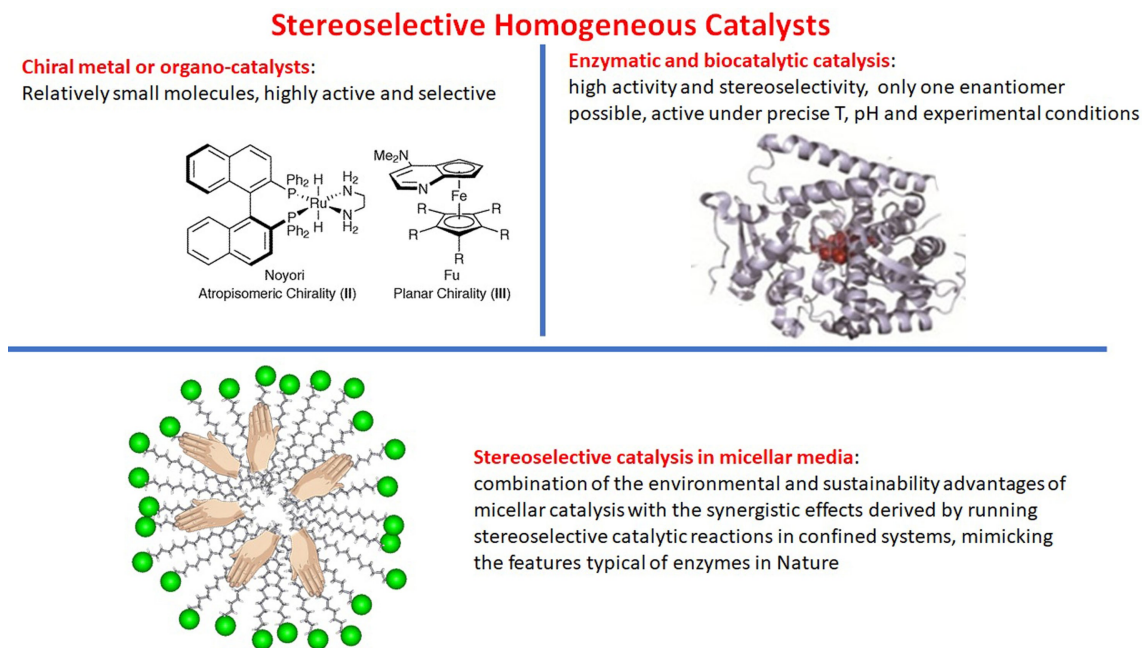 Stereoselective Homogeneous Catalysts
Chiral metal or organo-catalysts:
Relatively small molecules, highly active and selective
Ph2
P
H
Ru
H
P
Ph2
H2
N
N
H2
Noyori
Atropisomeric Chirality (II)
Me2N
N
Fe
R
R
R
R
R
Fu
Planar Chirality (III)
Enzymatic and biocatalytic catalysis:
high activity and stereoselectivity, only one enantiomer
possible, active under precise T, pH and experimental conditions
Stereoselective catalysis in micellar media:
combination of the environmental and sustainability advantages of
micellar catalysis with the synergistic effects derived by running
stereoselective catalytic reactions in confined systems, mimicking
the features typical of enzymes in Nature